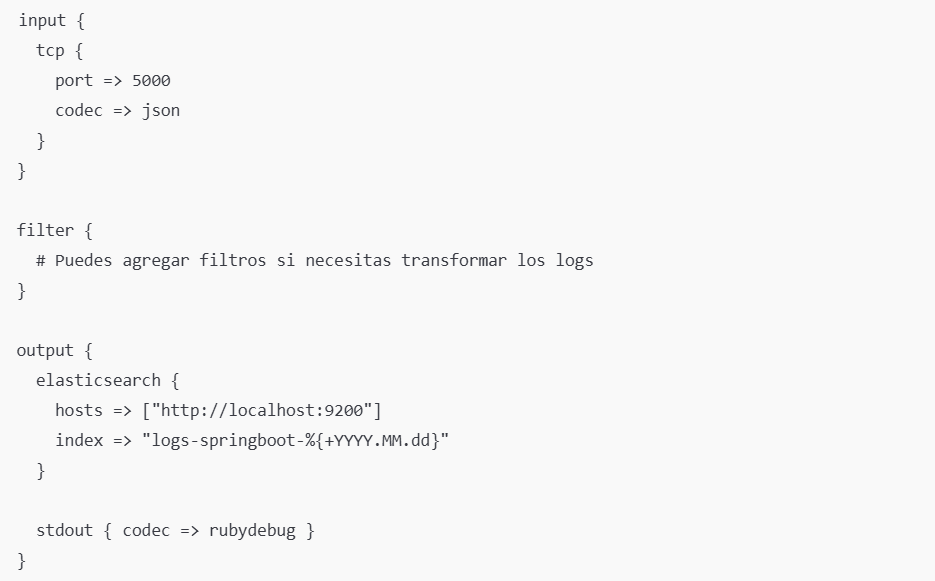 input {
  tcp {
    port => 5000
    codec => json
  }
}

filter {
  # Puedes agregar filtros si necesitas transformar los logs
}

output {
  elasticsearch {
    hosts => ["http://localhost:9200"]
    index => "logs-springboot-%{+YYYY.MM.dd}"
  }

  stdout { codec => rubydebug }
}